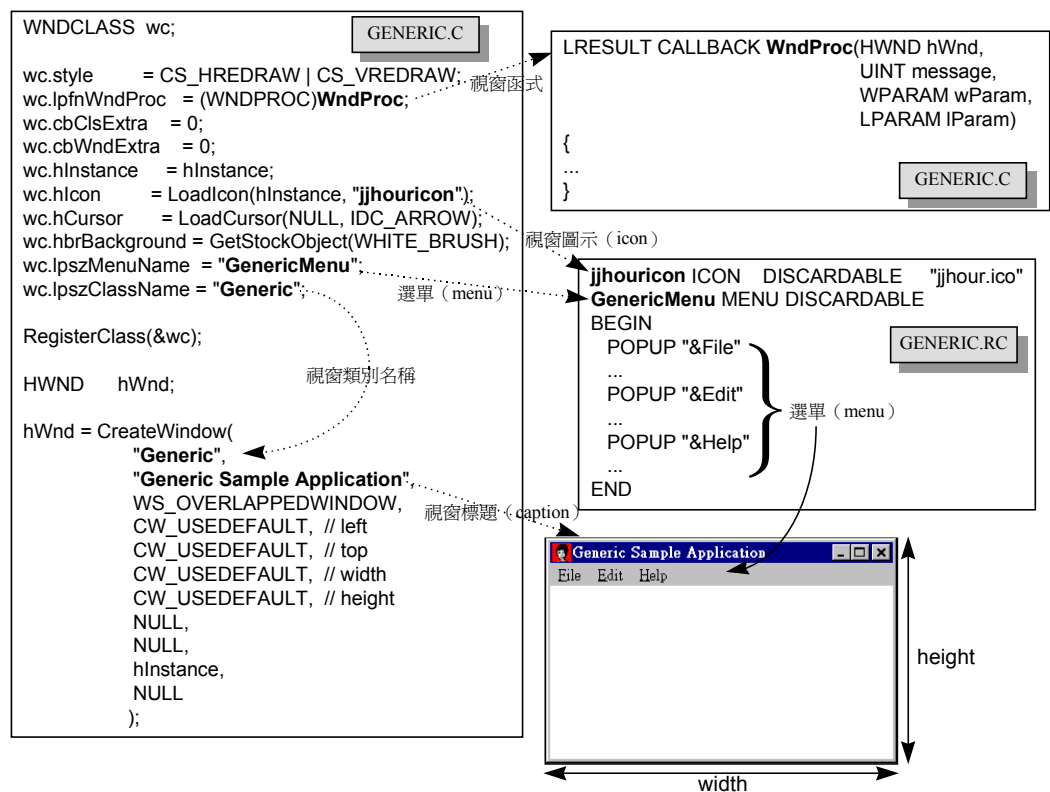 WNDCLASS wc;
GENERIC.C
wc.style = CS_HREDRAW | CS_VREDRAW;
wc.lpfnWndProc = (WNDPROC)WndProc;
wc.cbClsExtra = 0;
wc.cbWndExtra = 0;
wc.hInstance = hInstance;
wc.hIcon = LoadIcon(hInstance, "jjhouricon");
wc.hCursor = LoadCursor(NULL, IDC_ARROW);
wc.hbrBackground = GetStockObject(WHITE_BRUSH);
wc.lpszMenuName = "GenericMenu";
wc.lpszClassName = "Generic";
RegisterClass(&wc);
HWND hWnd;
hWnd = CreateWindow(
"Generic",
"Generic Sample Application",
WS_OVERLAPPEDWINDOW,
CW_USEDEFAULT, // left
CW_USEDEFAULT, // top
CW_USEDEFAULT, // width
CW_USEDEFAULT, // height
NULL,
NULL,
hInstance,
NULL
);
視窗函式
視窗圖示（icon）
選單（menu）
視窗類別名稱
視窗標題（caption）
LRESULT CALLBACK WndProc(HWND hWnd,
UINT message,
WPARAM wParam,
LPARAM lParam)
{
...
}
GENERIC.C
jjhouricon ICON DISCARDABLE "jjhour.ico"
GenericMenu MENU DISCARDABLE
BEGIN
POPUP "&File"
...
POPUP "&Edit"
...
POPUP "&Help"
...
END
GENERIC.RC
選單（menu）
Generic Sample Application
File Edit Help
height
width